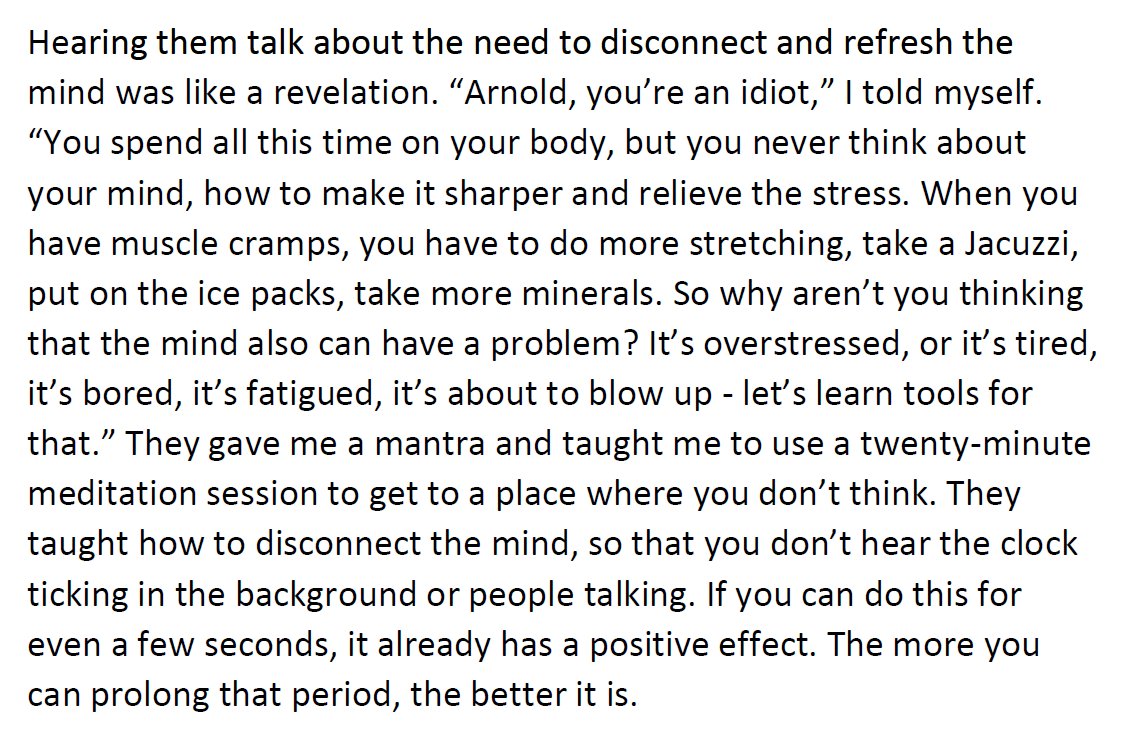 Hearing them talk about the need to disconnect and refresh the
mind was like a revelation. “Arnold, you’re an idiot,” I told myself.
“You spend all this time on your body, but you never think about
your mind, how to make it sharper and relieve the stress. When you
have muscle cramps, you have to do more stretching, take a Jacuzzi,
put on the ice packs, take more minerals. So why aren’t you thinking
that the mind also can have a problem? It’s overstressed, or it’s tired,
it’s bored, it’s fatigued, it’s about to blow up - let’s learn tools for
that.” They gave me a mantra and taught me to use a twenty-minute
meditation session to get to a place where you don’t think. They
taught how to disconnect the mind, so that you don’t hear the clock
ticking in the background or people talking. If you can do this for
even a few seconds, it already has a positive effect. The more you
can prolong that period, the better it is.